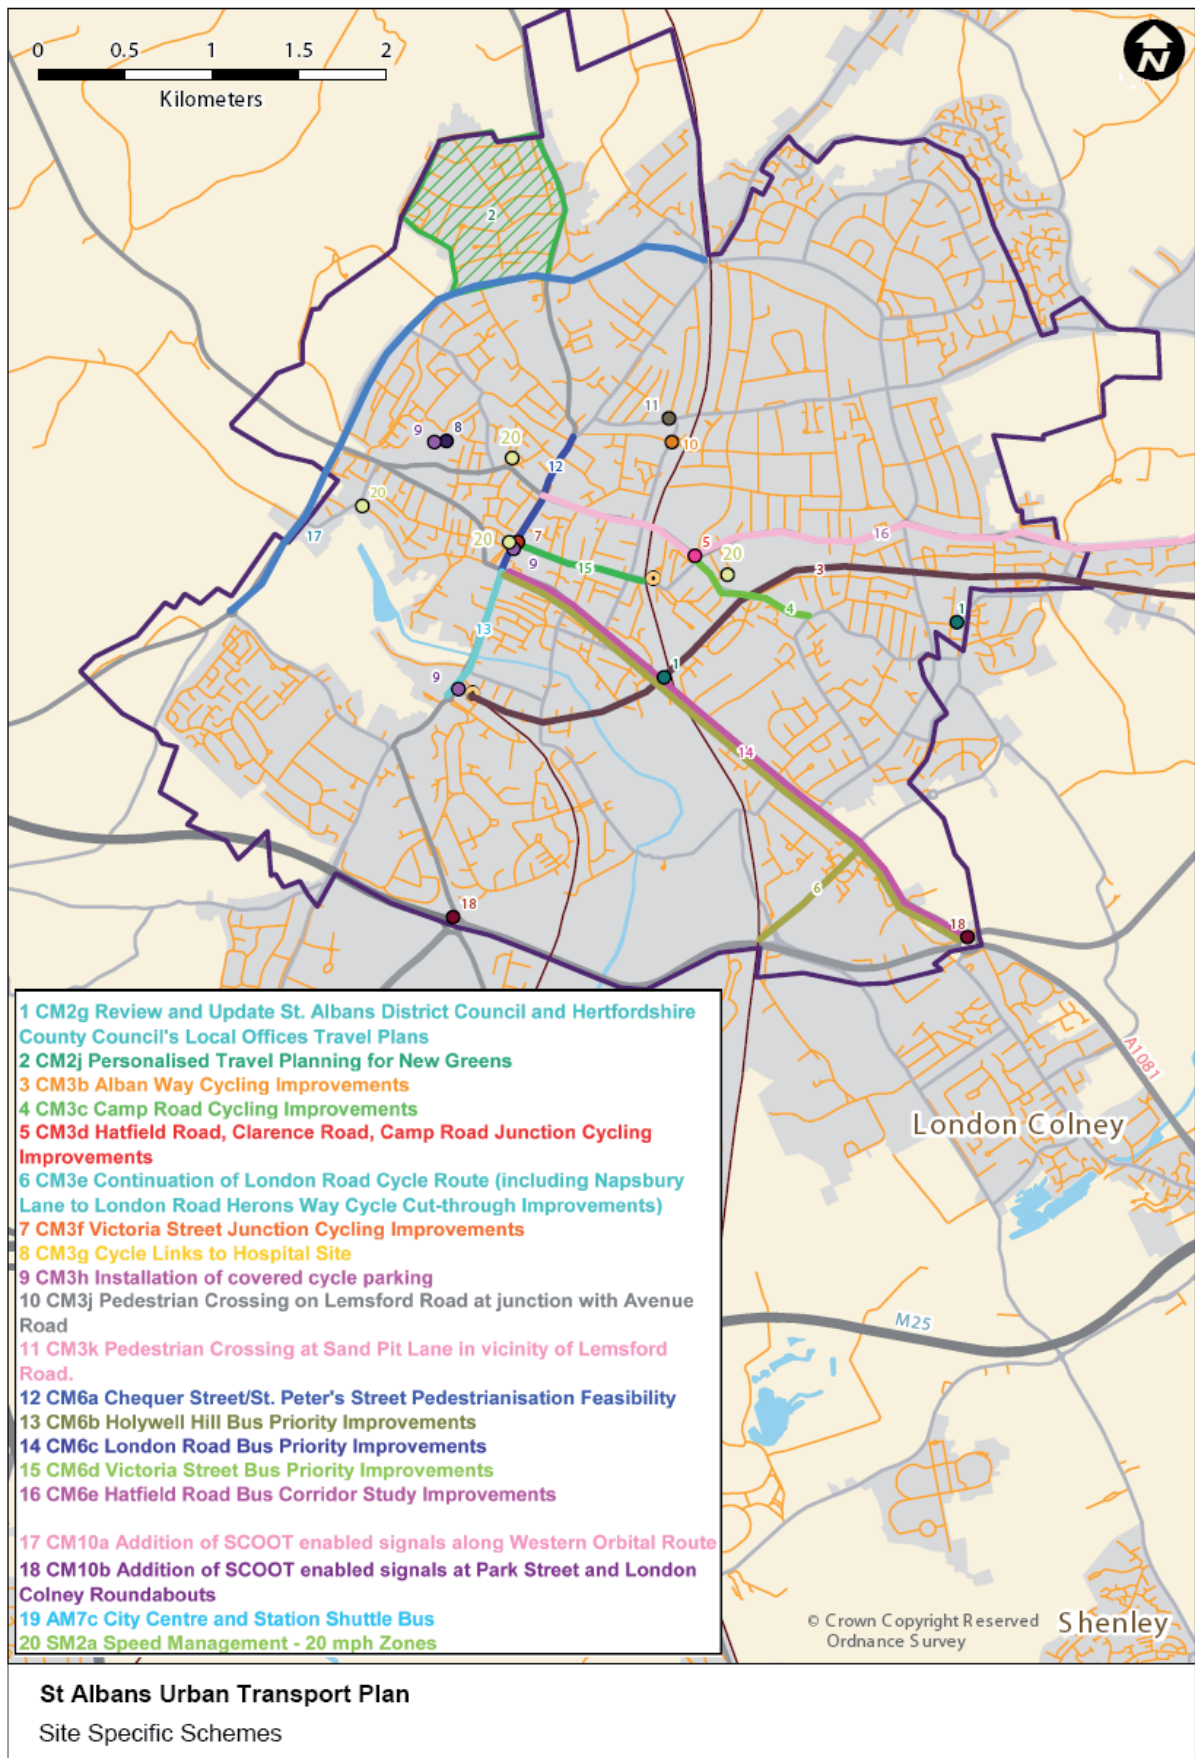 0 0.5 1 1.5 2
Kilometers
N
2
11
10
9 8
20
12
20
17
20
7
9
15
5
20
16
3
4
1
13
9
1
14
6
18
18
A1081
London Colney
M25
Shenley
© Crown Copyright Reserved
Ordnance Survey
1 CM2g Review and Update St. Albans District Council and Hertfordshire
County Council's Local Offices Travel Plans
2 CM2j Personalised Travel Planning for New Greens
3 CM3b Alban Way Cycling Improvements
4 CM3c Camp Road Cycling Improvements
5 CM3d Hatfield Road, Clarence Road, Camp Road Junction Cycling
Improvements
6 CM3e Continuation of London Road Cycle Route (including Napsbury
Lane to London Road Herons Way Cycle Cut-through Improvements)
7 CM3f Victoria Street Junction Cycling Improvements
8 CM3g Cycle Links to Hospital Site
9 CM3h Installation of covered cycle parking
10 CM3j Pedestrian Crossing on Lemsford Road at junction with Avenue
Road
11 CM3k Pedestrian Crossing at Sand Pit Lane in vicinity of Lemsford
Road.
12 CM6a Chequer Street/St. Peter's Street Pedestrianisation Feasibility
13 CM6b Holywell Hill Bus Priority Improvements
14 CM6c London Road Bus Priority Improvements
15 CM6d Victoria Street Bus Priority Improvements
16 CM6e Hatfield Road Bus Corridor Study Improvements
17 CM10a Addition of SCOOT enabled signals along Western Orbital Route
18 CM10b Addition of SCOOT enabled signals at Park Street and London
Colney Roundabouts
19 AM7c City Centre and Station Shuttle Bus
20 SM2a Speed Management - 20 mph Zones
St Albans Urban Transport Plan
Site Specific Schemes